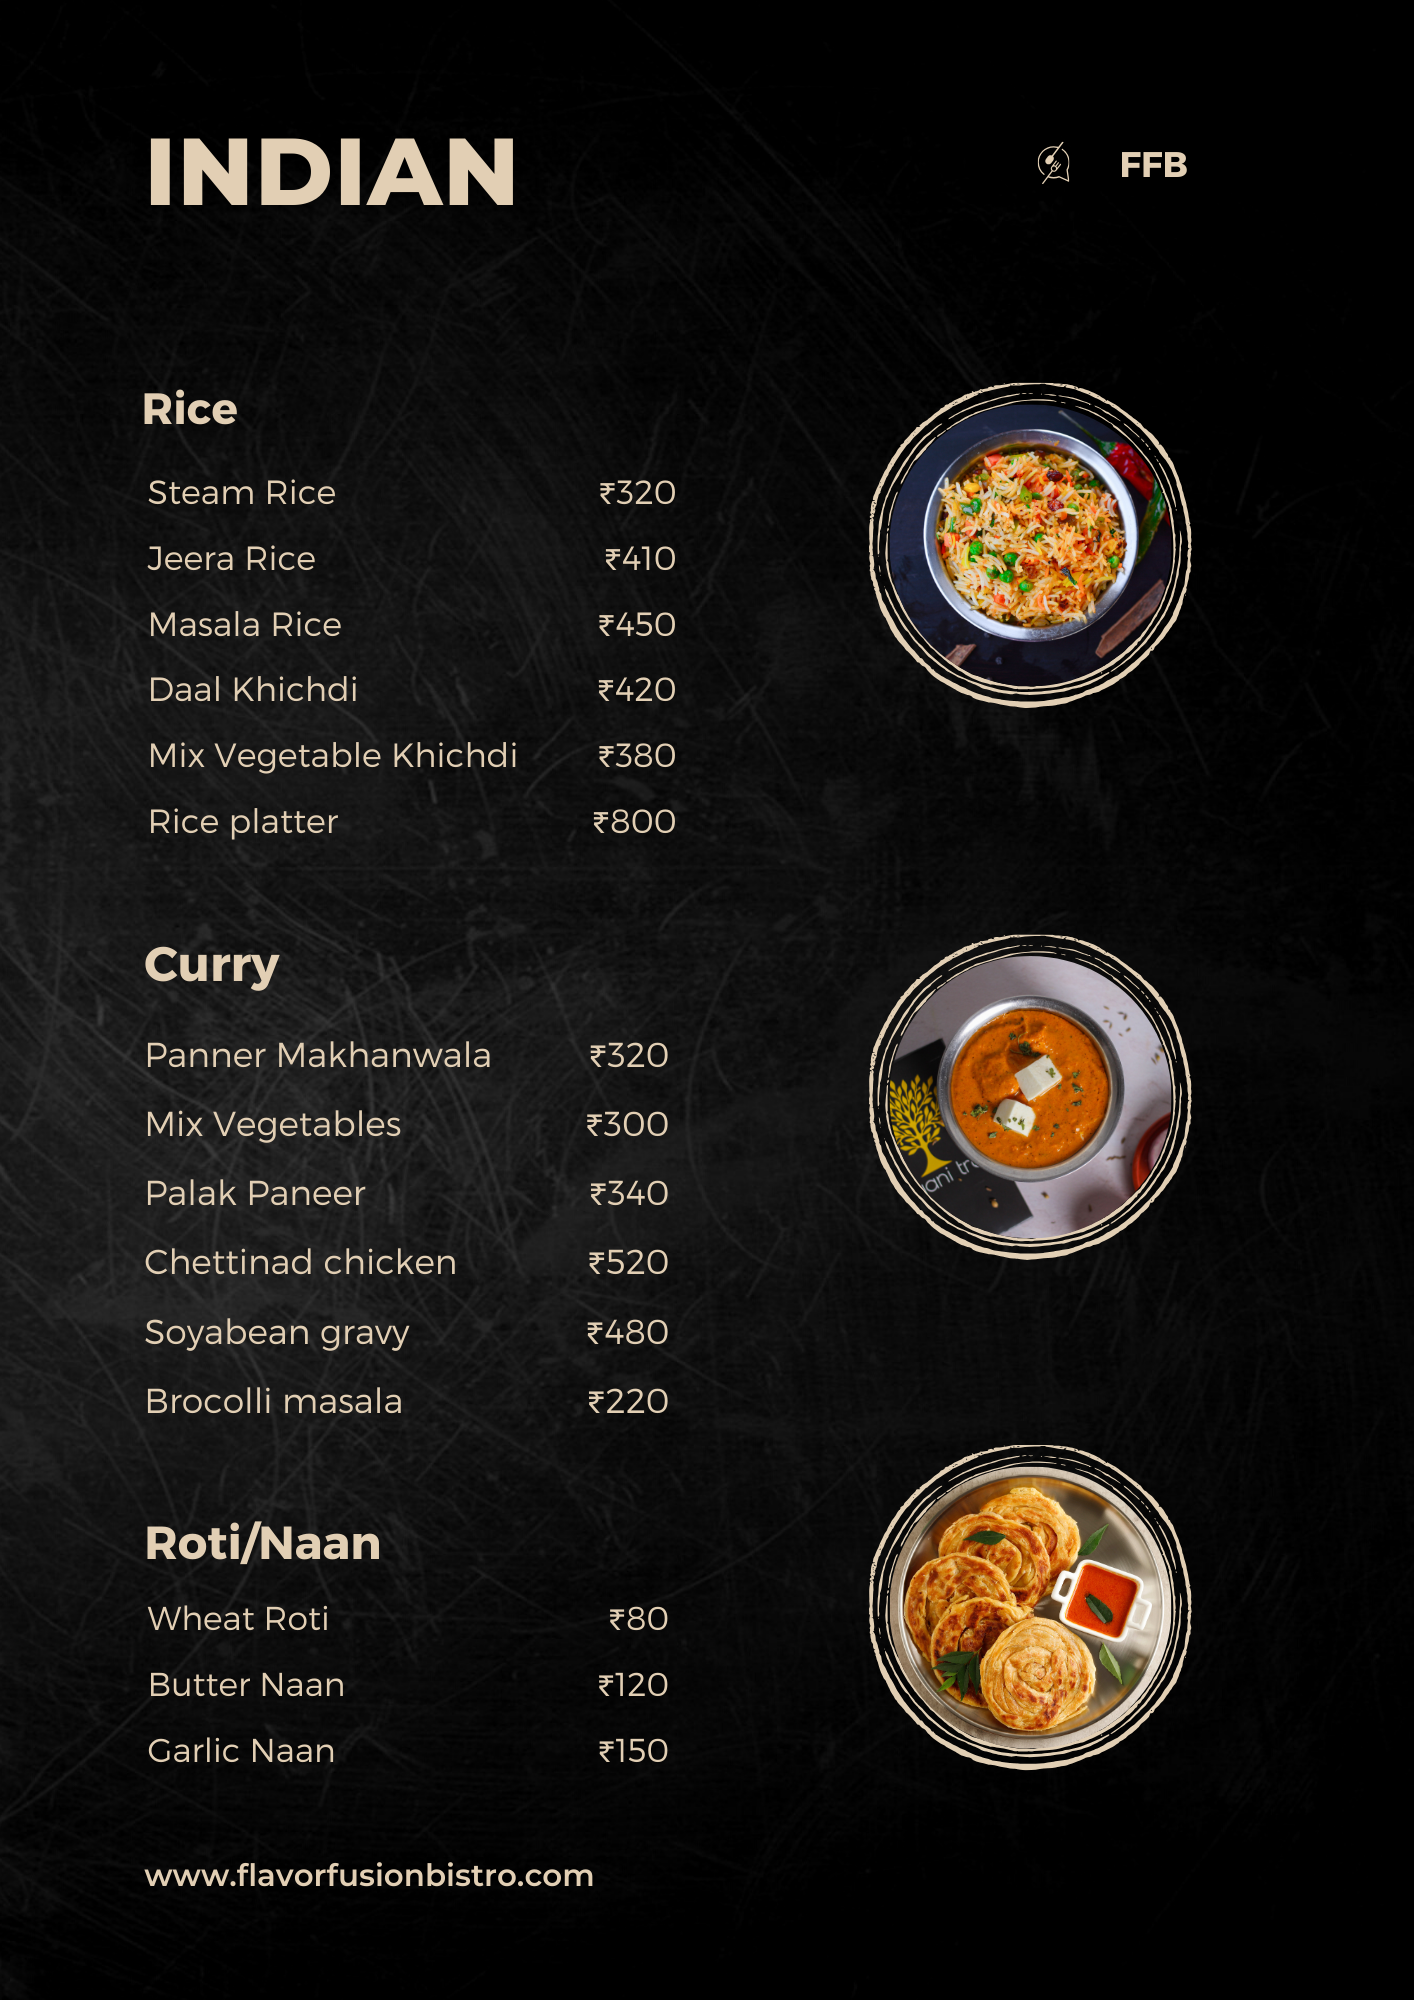 INDIAN
FFB
Rice
Steam Rice ₹320
Jeera Rice ₹410
Masala Rice ₹450
Daal Khichdi ₹420
Mix Vegetable Khichdi ₹380
Rice platter ₹800
Curry
Panner Makhanwala ₹320
Mix Vegetables ₹300
Palak Paneer ₹340
Chettinad chicken ₹520
Soyabean gravy ₹480
Brocolli masala ₹220
Roti/Naan
Wheat Roti ₹80
Butter Naan ₹120
Garlic Naan ₹150
www.flavorfusionbistro.com